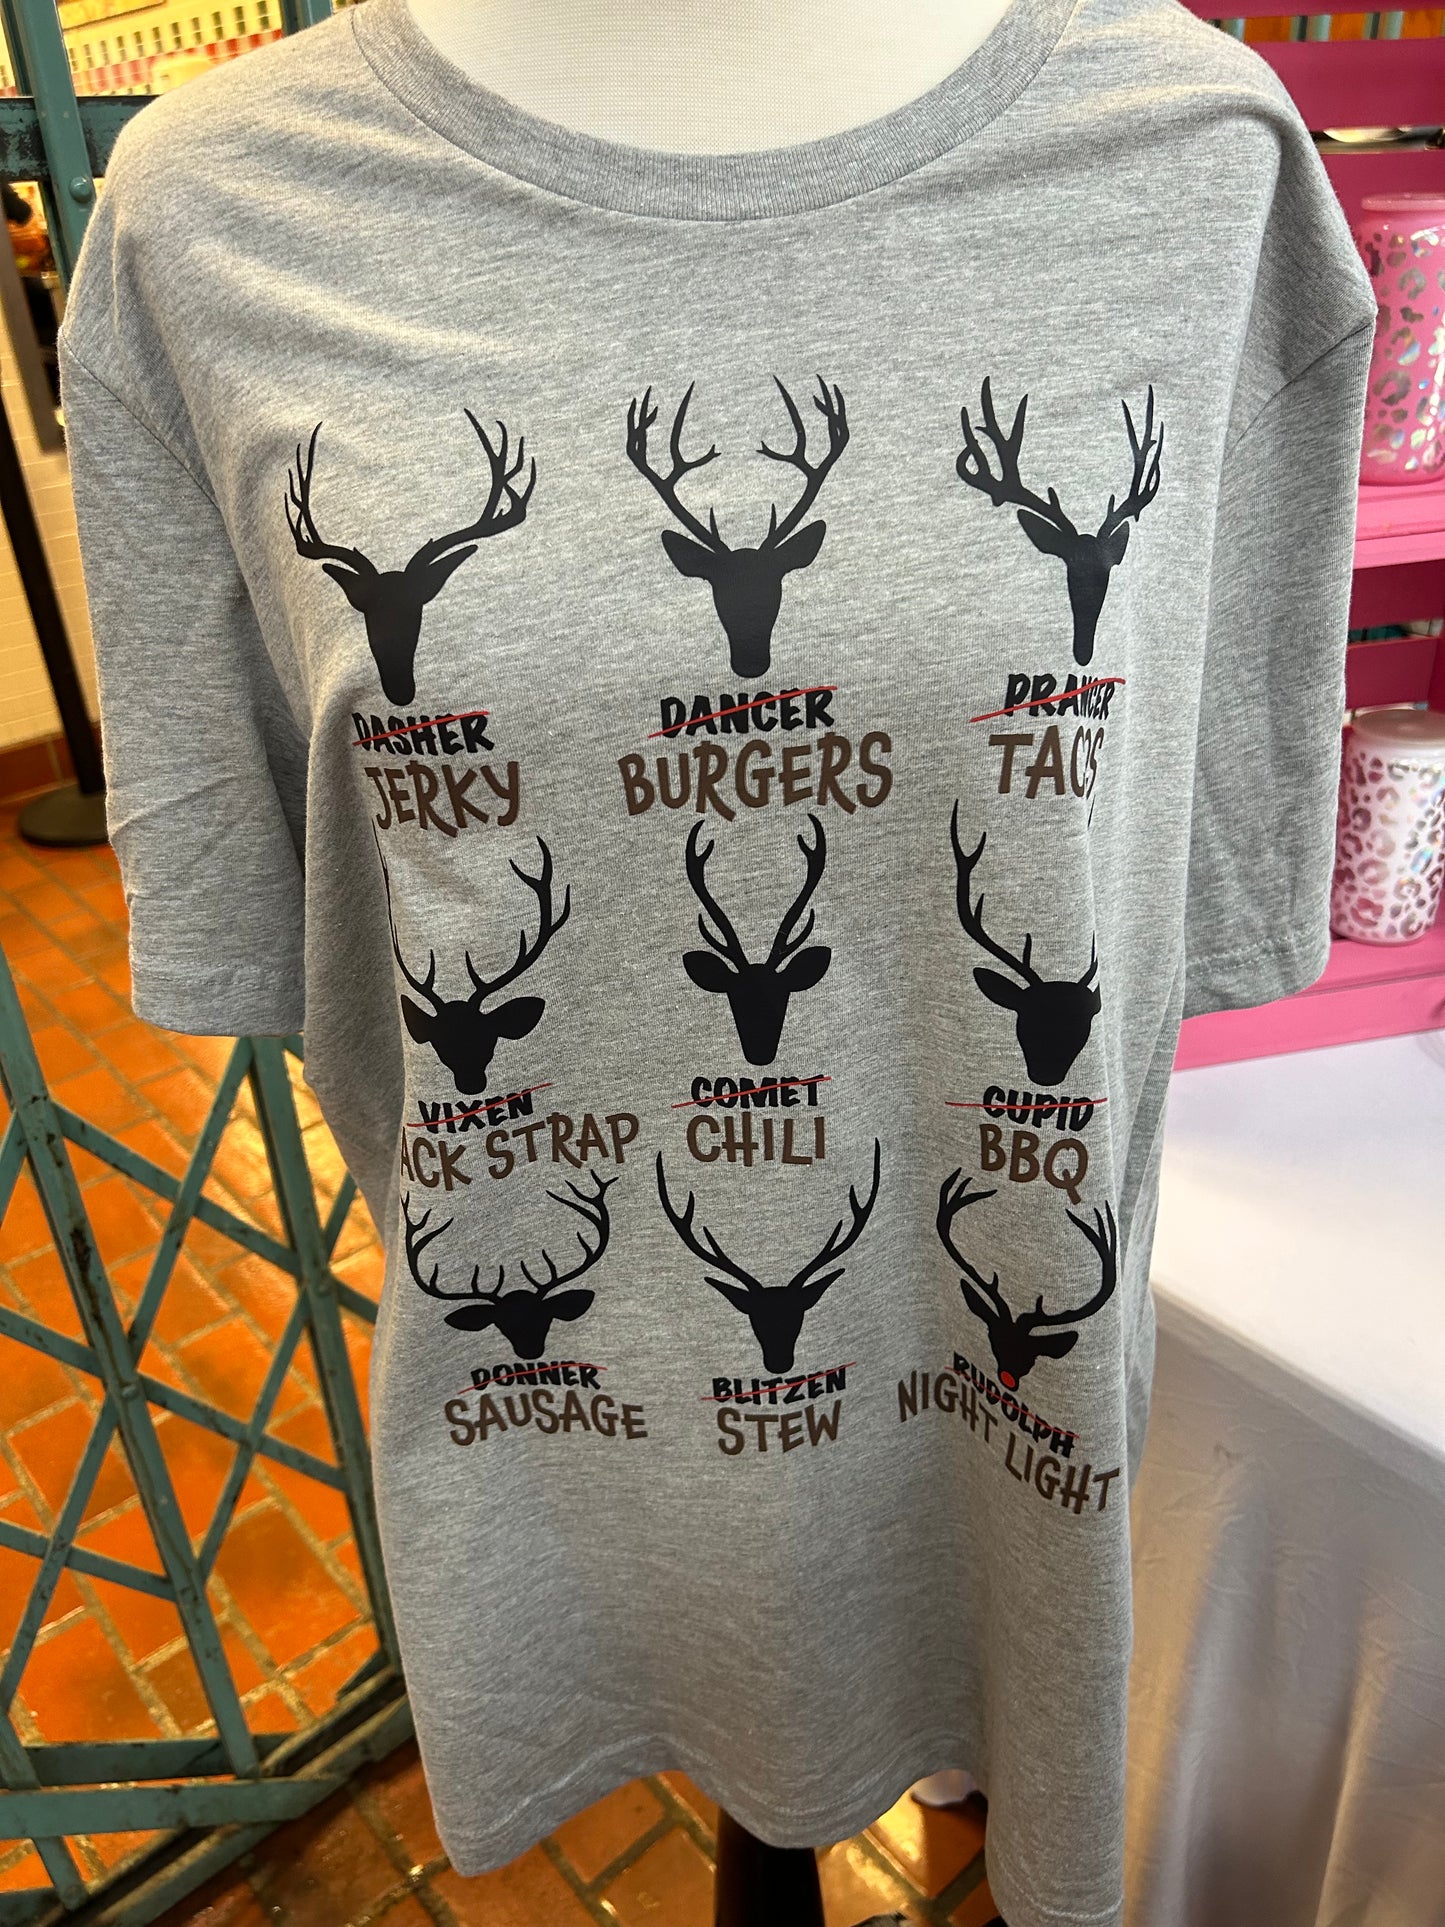 DASHER
JERKY
DANCER
BURGERS
PRANCER
TACOS
VIXEN
ACK STRAP
COMET
CHILI
CUPID
BBQ
DONNER
SAUSAGE
BLITZEN
STEW
RUDOLPH
NIGHT LIGHT